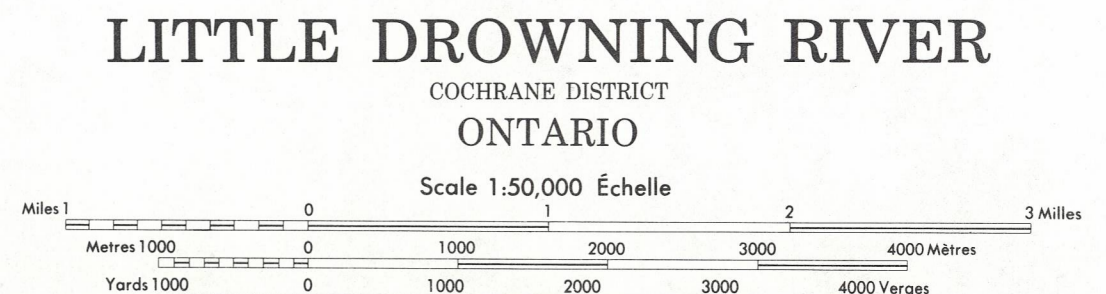 LITTLE DROWNING RIVER
COCHRANE DISTRICT
ONTARIO
Scale 1:50,000 Échelle
Miles 1 0 1 2 3 Milles
Metres 1000 0 1000 2000 3000 4000 Mètres
Yards 1000 0 1000 2000 3000 4000 Verges